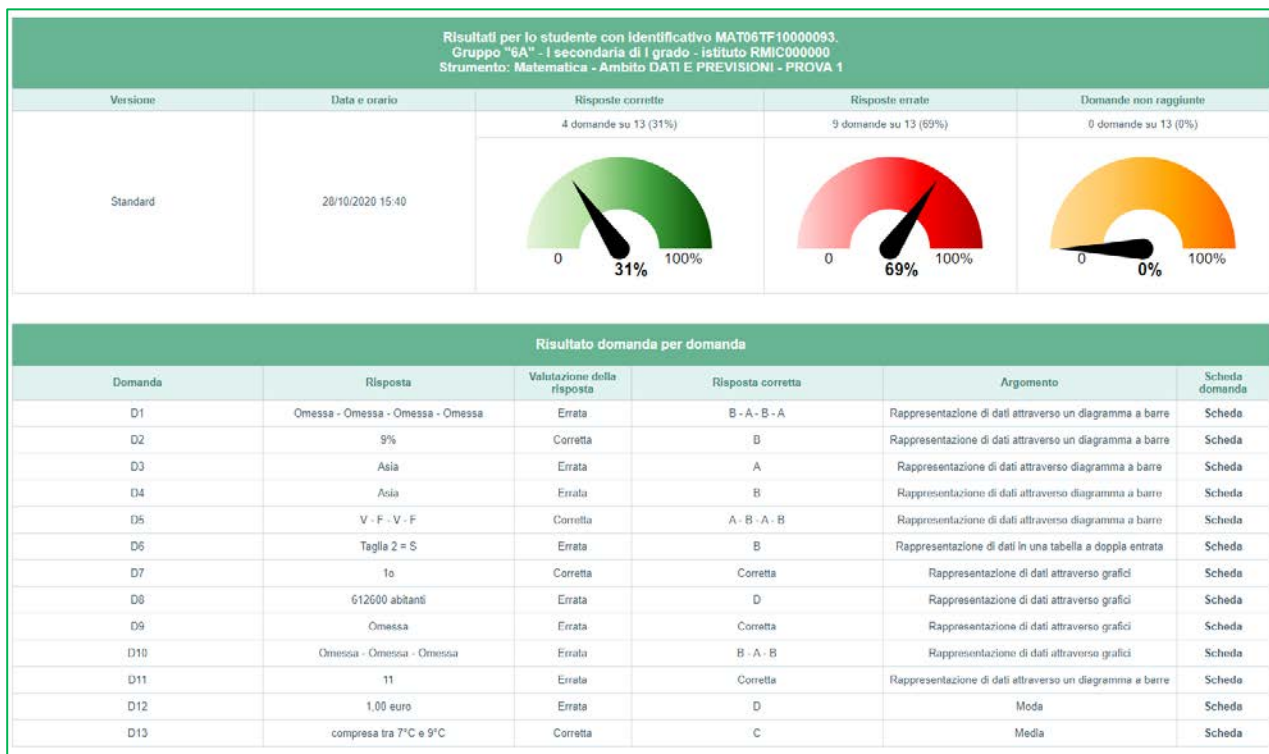 Risultati per lo studente con identificativo MAT06TF10000093.
Gruppo "6A" - I secondaria di I grado - istituto RMIC000000
Strumento: Matematica - Ambito DATI E PREVISIONI - PROVA 1
Versione Data e orario Risposte corrette Risposte errate Domande non raggiunte
4 domande su 13 (31%) 9 domande su 13 (69%) 0 domande su 13 (0%)
Standard 28/10/2020 15:40
0 31% 100% 0 69% 100% 0 0% 100%
Risultato domanda per domanda
Domanda Risposta Valutazione della risposta Risposta corretta Argomento Scheda domanda
D1 Omessa - Omessa - Omessa - Omessa Errata B - A - B - A Rappresentazione di dati attraverso un diagramma a barre Scheda
D2 9% Corretta B Rappresentazione di dati attraverso un diagramma a barre Scheda
D3 Asia Errata A Rappresentazione di dati attraverso diagramma a barre Scheda
D4 Asia Errata B Rappresentazione di dati attraverso diagramma a barre Scheda
D5 V - F - V - F Corretta A - B - A - B Rappresentazione di dati attraverso diagramma a barre Scheda
D6 Taglia 2 = S Errata B Rappresentazione di dati in una tabella a doppia entrata Scheda
D7 1o Corretta Corretta Rappresentazione di dati attraverso grafici Scheda
D8 612600 abitanti Errata D Rappresentazione di dati attraverso grafici Scheda
D9 Omessa Errata Corretta Rappresentazione di dati attraverso grafici Scheda
D10 Omessa - Omessa - Omessa Errata B - A - B Rappresentazione di dati attraverso grafici Scheda
D11 11 Errata Corretta Rappresentazione di dati attraverso un diagramma a barre Scheda
D12 1,00 euro Errata D Moda Scheda
D13 compresa tra 7°C e 9°C Corretta C Media Scheda